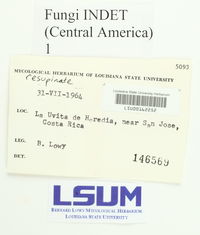 Fungi INDET
(Central America)
1
5093
MYCOLOGICAL HERBARIUM OF LOUISIANA STATE UNIVERSITY
resupinate
31-VII-1964
Louisiana State University Herbarium
LOC. La Uvita de Heredia, near San Jose,
Costa Rica
LEG. B. Lowy
DET.
146569
LSUM
BERNARD LOWY MYCOLOGICAL HERBARIUM
LOUISIANA STATE UNIVERSITY